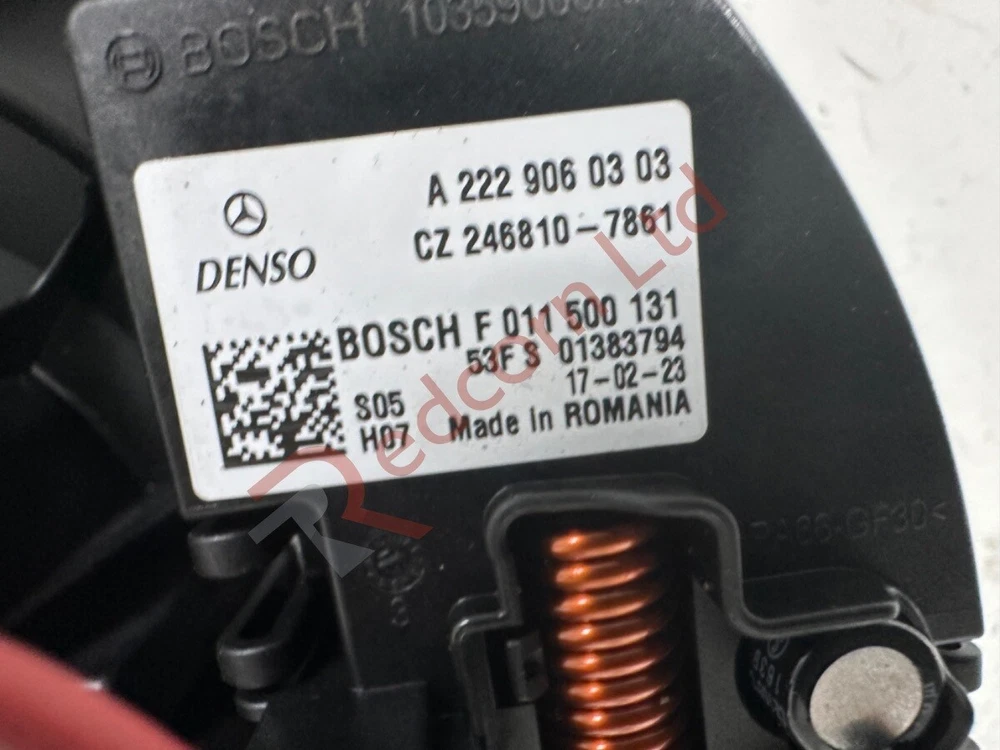 BOSCH
A 222 906 03 03
CZ 246810-7861
DENSO
BOSCH F 011 500 131
53F S 01383794
17-02-23
S05
H07 Made in ROMANIA
Redcorn Ltd